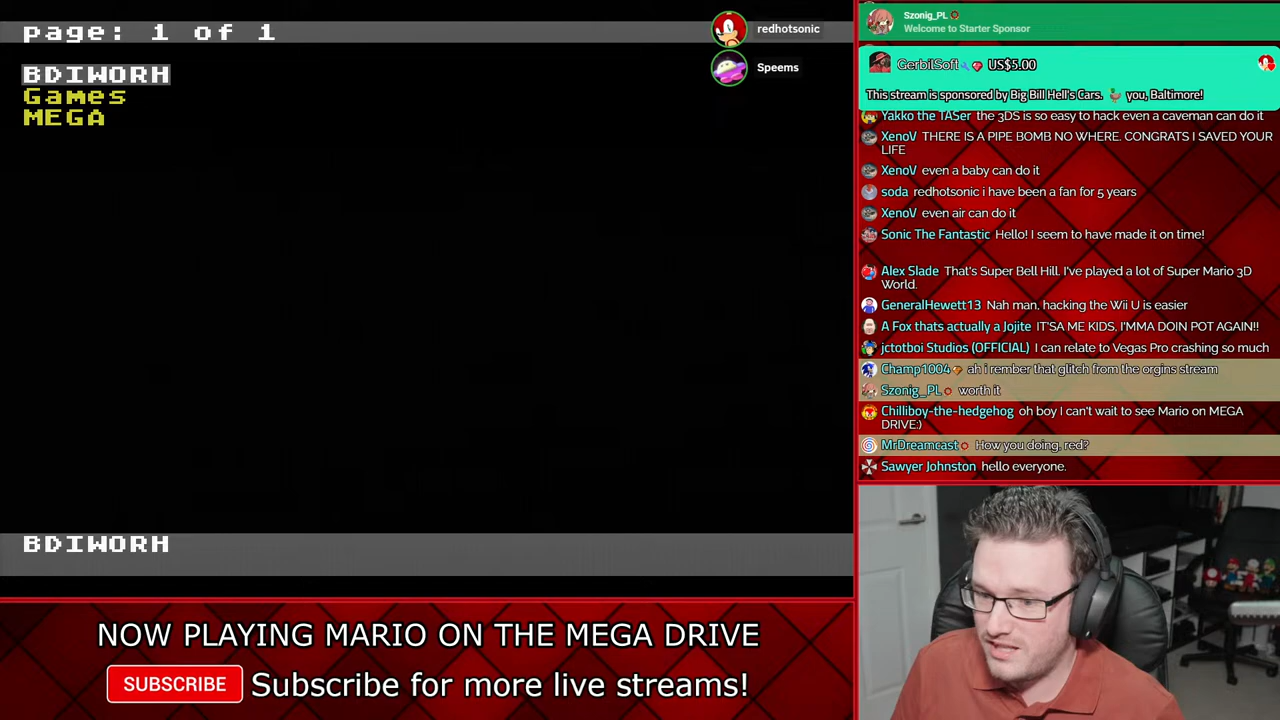 page: 1 of 1
BDIWORH
Games
MEGA
redhotsonic
Speems
BDIWORH
NOW PLAYING MARIO ON THE MEGA DRIVE
SUBSCRIBE Subscribe for more live streams!
Szonig_PL
Welcome to Starter Sponsor
GerbilSoft US$5.00
This stream is sponsored by Big Bill Hell's Cars. you, Baltimore!
Yakko the TASer the 3DS is so easy to hack even a caveman can do it
XenoV THERE IS A PIPE BOMB NO WHERE. CONGRATS I SAVED YOUR
LIFE
XenoV even a baby can do it
soda redhotsonic i have been a fan for 5 years
XenoV even air can do it
Sonic The Fantastic Hello! I seem to have made it on time!
Alex Slade That's Super Bell Hill. I've played a lot of Super Mario 3D
World.
GeneralHewett13 Nah man, hacking the Wii U is easier
A Fox thats actually a Jojite IT'SA ME KIDS, I'MMA DOIN POT AGAIN!!
jctotboi Studios (OFFICIAL) I can relate to Vegas Pro crashing so much
Champ1004 ah i rember that glitch from the orgins stream
Szonig_PL worth it
Chilliboy-the-hedgehog oh boy I can't wait to see Mario on MEGA
DRIVE:)
MrDreamcast How you doing, red?
Sawyer Johnston hello everyone.